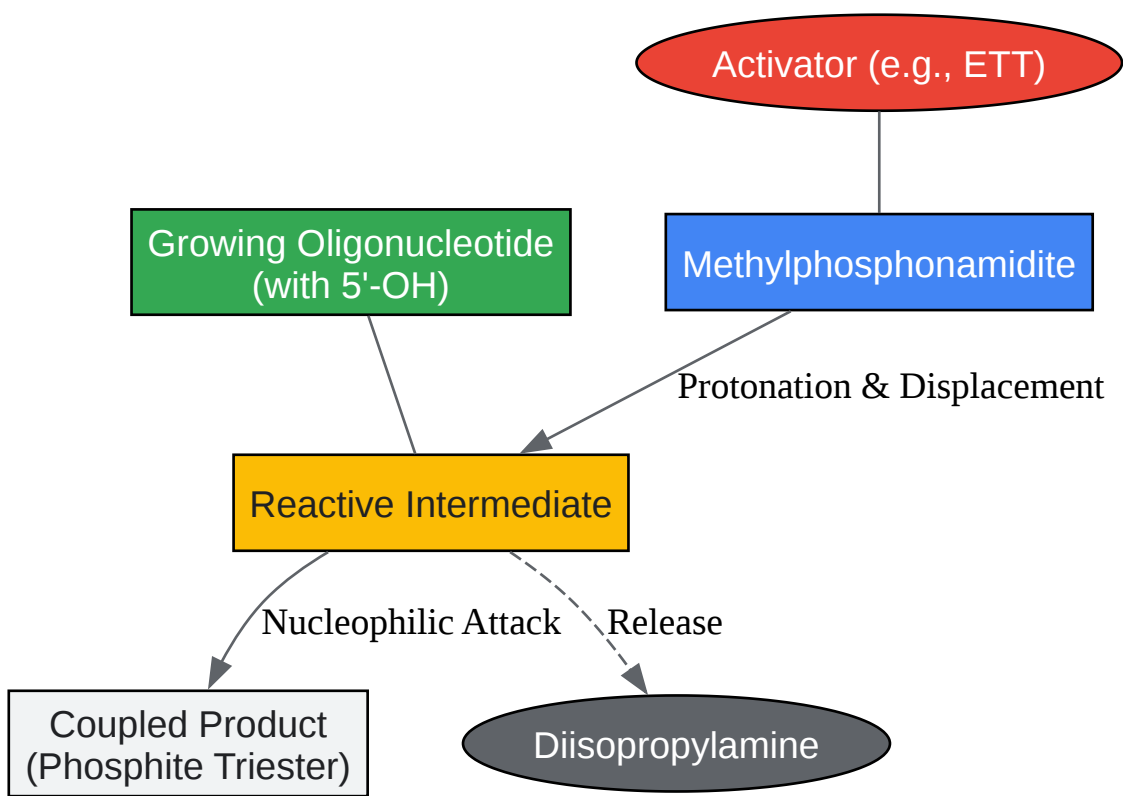 Activator (e.g., ETT)
Growing Oligonucleotide
(with 5'-OH)
Methylphosphonamidite
Protonation & Displacement
Reactive Intermediate
Nucleophilic Attack
Release
Coupled Product
(Phosphite Triester)
Diisopropylamine